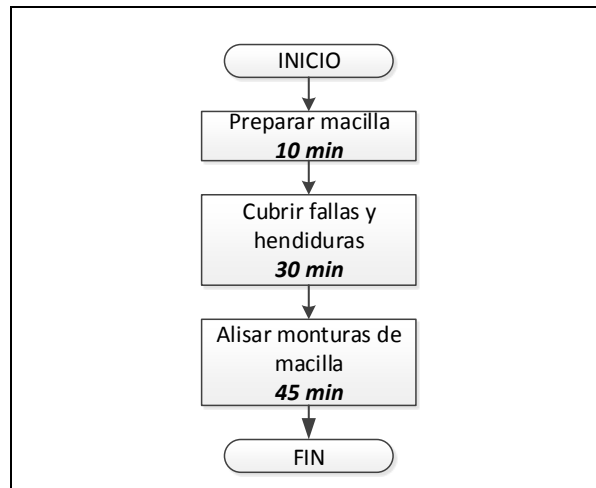 INICIO
Preparar macilla
10 min
Cubrir fallas y
hendiduras
30 min
Alisar monturas de
macilla
45 min
FIN